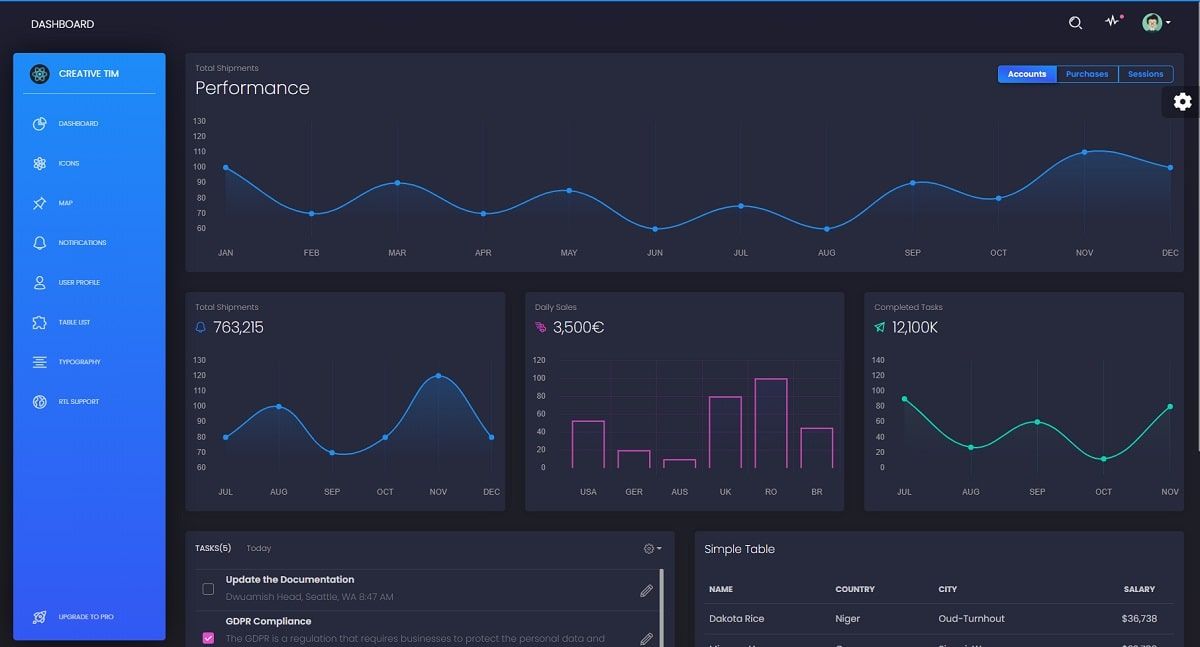 DASHBOARD
CREATIVE TIM
DASHBOARD
ICONS
MAP
NOTIFICATIONS
USER PROFILE
TABLE LIST
TYPOGRAPHY
RTL SUPPORT
UPGRADE TO PRO
Total Shipments
Performance
Accounts Purchases Sessions
130
120
110
100
90
80
70
60
JAN FEB MAR APR MAY JUN JUL AUG SEP OCT NOV DEC
Total Shipments
763,215
130
120
110
100
90
80
70
60
JUL AUG SEP OCT NOV DEC
Daily Sales
3,500€
120
100
80
60
40
20
0
USA GER AUS UK RO BR
Completed Tasks
12,100K
140
120
100
80
60
40
20
0
JUL AUG SEP OCT NOV
TASKS(5) Today
Update the Documentation
Dwuamish Head, Seattle, WA 8:47 AM
GDPR Compliance
The GDPR is a regulation that requires businesses to protect the personal data and
Simple Table
NAME COUNTRY CITY SALARY
Dakota Rice Niger Oud-Turnhout $36,738